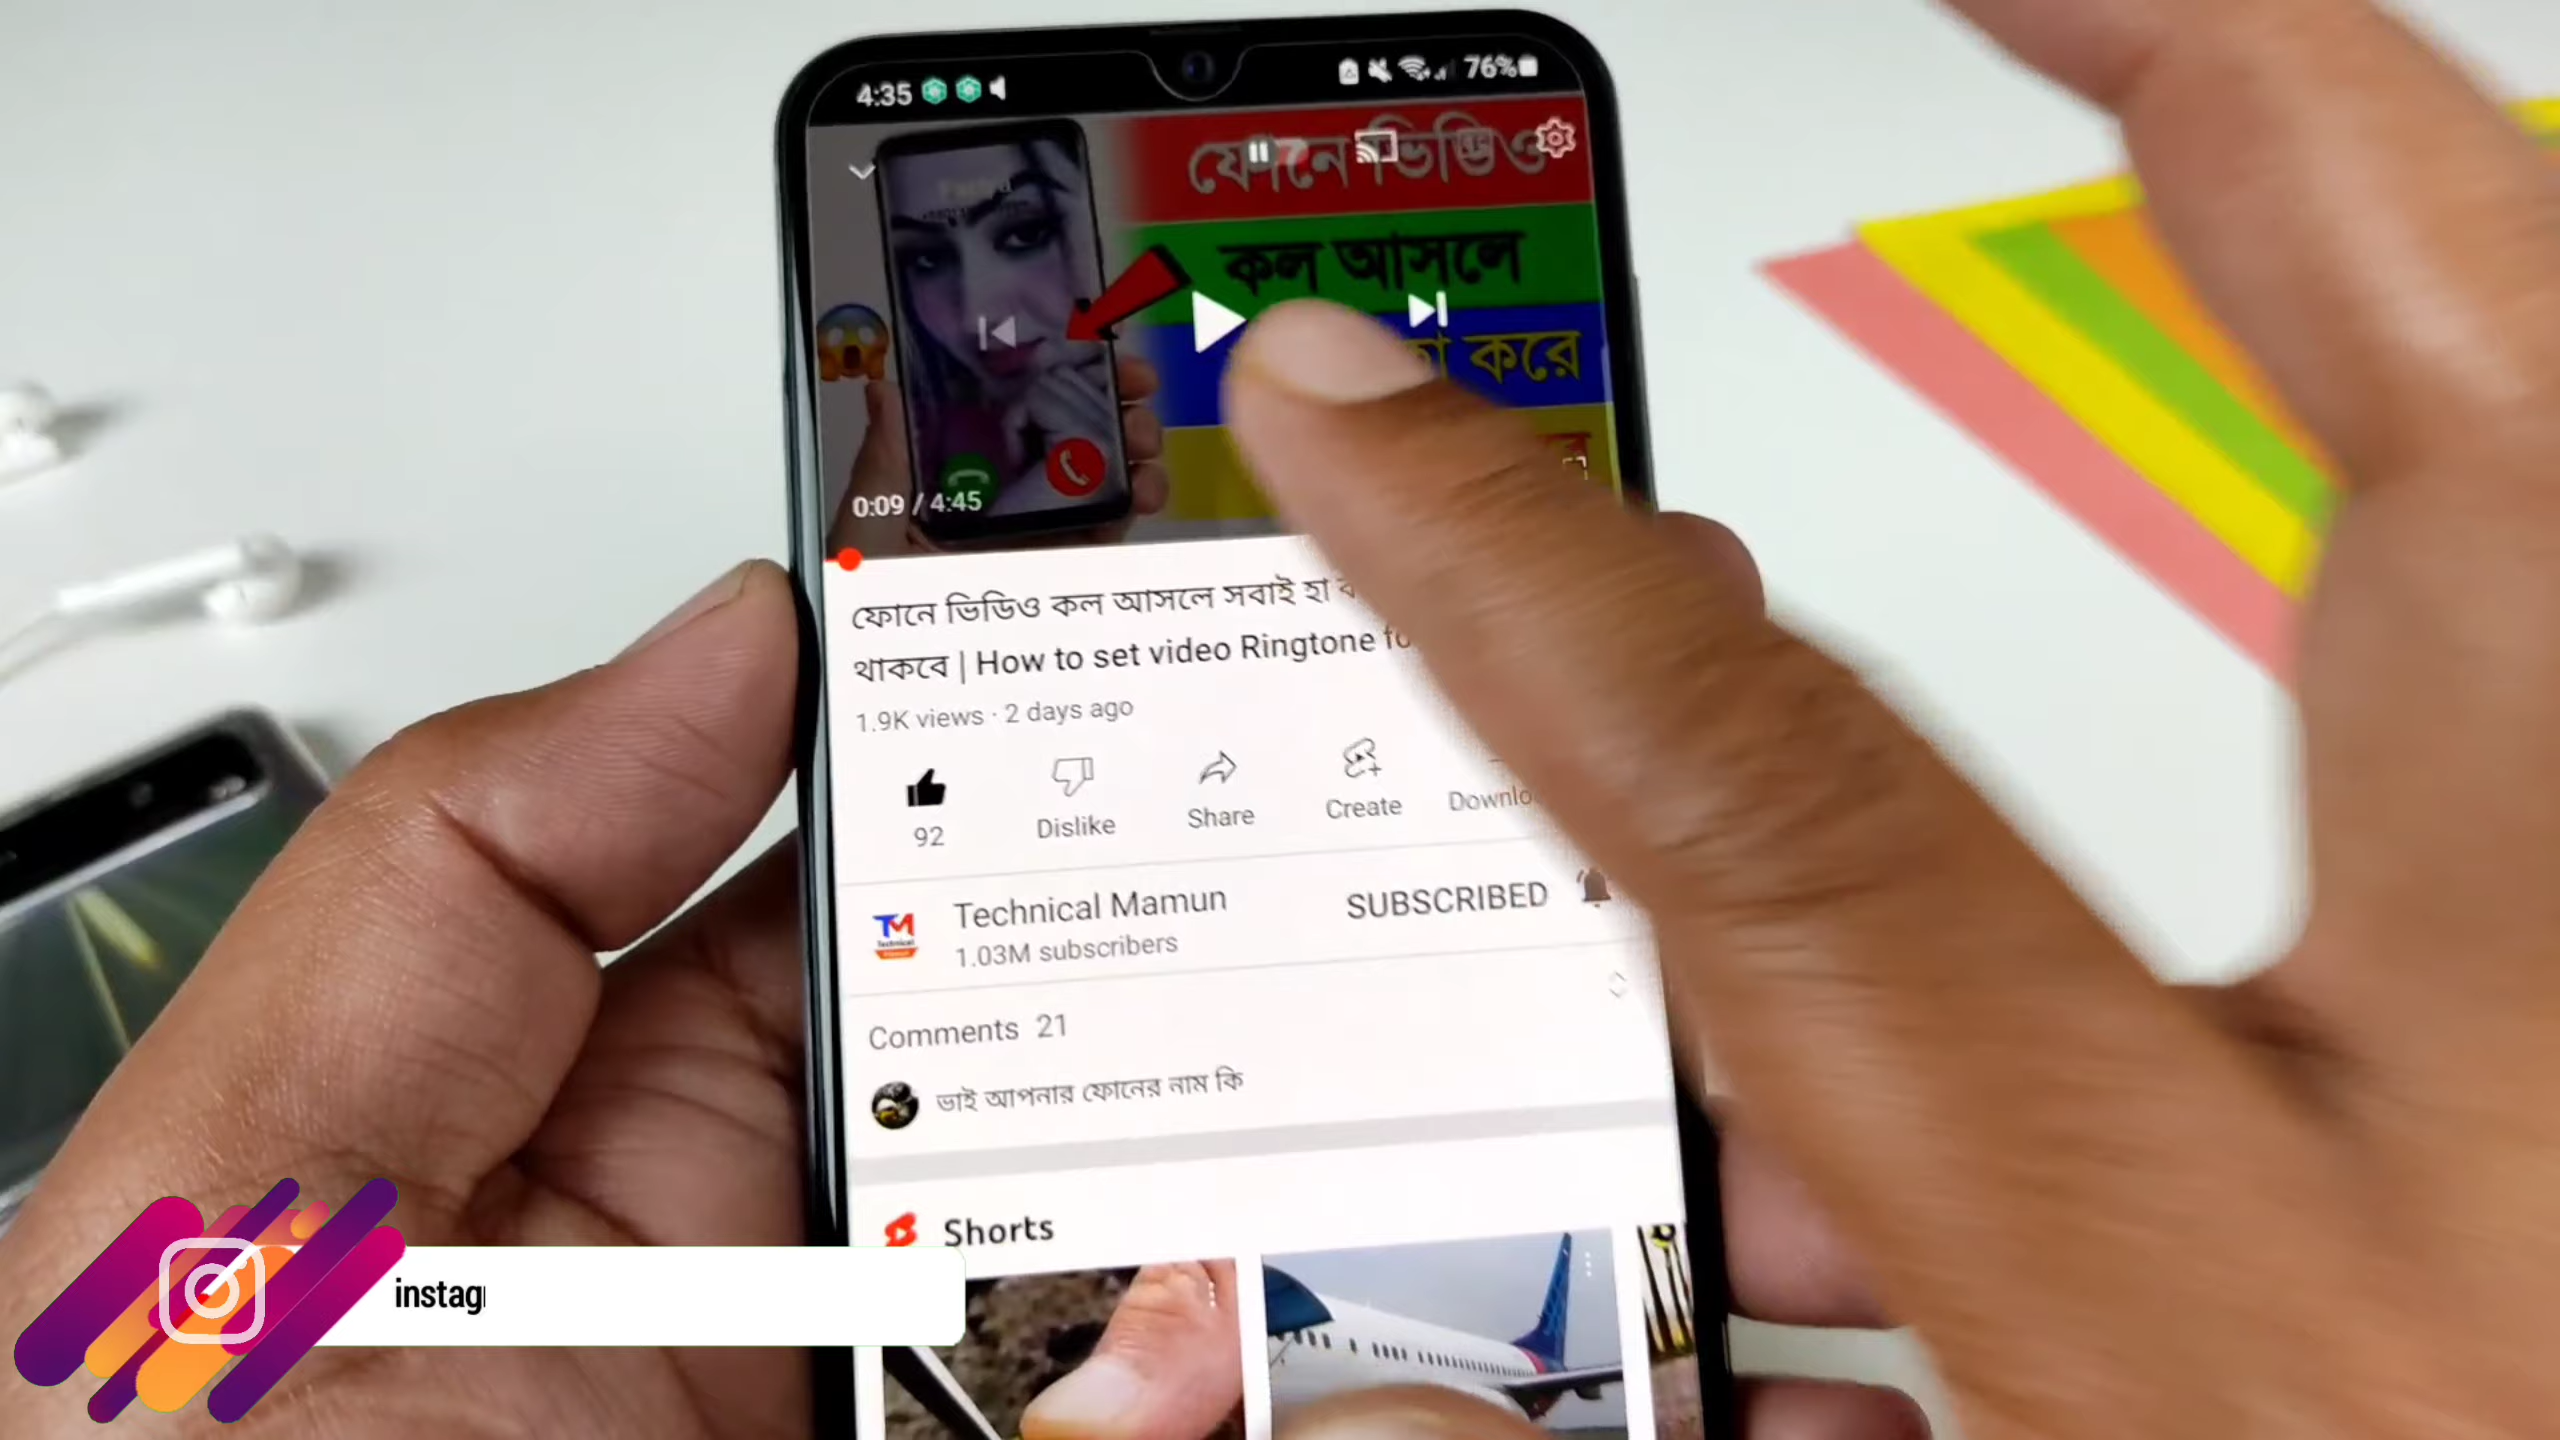 4:35
76%
ফোনে ভিডিও
কল আসলে
করে
0:09 / 4:45
ফোনে ভিডিও কল আসলে সবাই হা
থাকবে | How to set video Ringtone
1.9K views · 2 days ago
92
Dislike
Share
Create
Downlo
Technical Mamun
1.03M subscribers
SUBSCRIBED
TM
Technical
Comments 21
ভাই আপনার ফোনের নাম কি
Shorts
instag